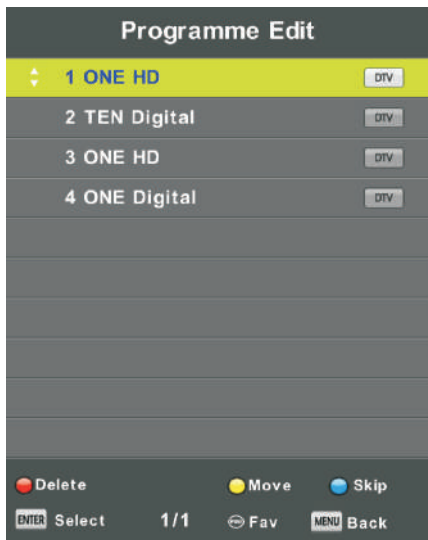 Programme Edit
1 ONE HD DTV
2 TEN Digital DTV
3 ONE HD DTV
4 ONE Digital DTV
Delete Move Skip
ENTER Select 1/1 Fav MENU Back